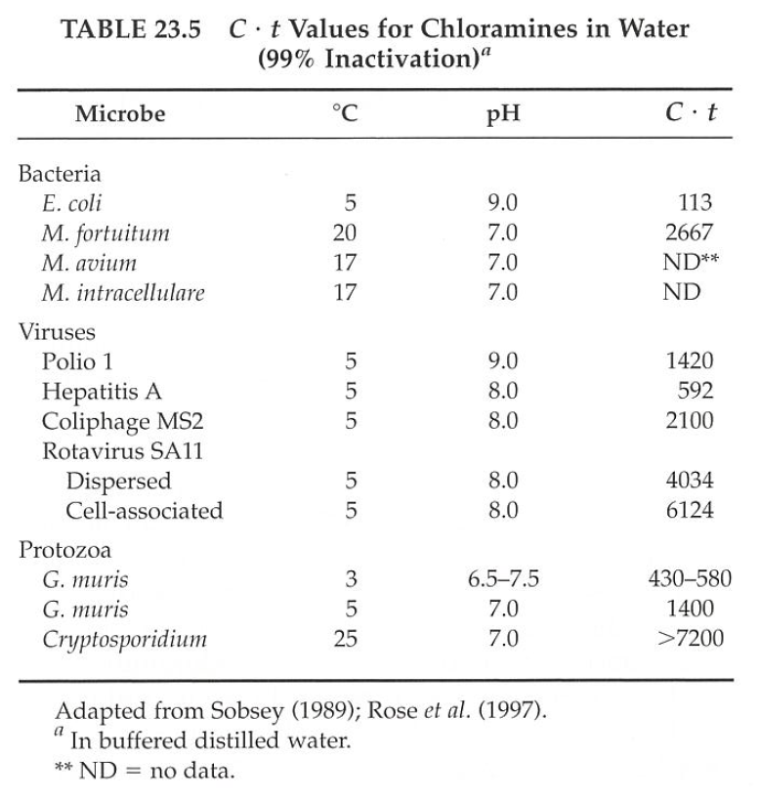 TABLE 23.5 C · t Values for Chloramines in Water
(99% Inactivation)ᵃ
Microbe °C pH C · t
Bacteria
E. coli 5 9.0 113
M. fortuitum 20 7.0 2667
M. avium 17 7.0 ND**
M. intracellulare 17 7.0 ND
Viruses
Polio 1 5 9.0 1420
Hepatitis A 5 8.0 592
Coliphage MS2 5 8.0 2100
Rotavirus SA11
Dispersed 5 8.0 4034
Cell-associated 5 8.0 6124
Protozoa
G. muris 3 6.5–7.5 430–580
G. muris 5 7.0 1400
Cryptosporidium 25 7.0 >7200
Adapted from Sobsey (1989); Rose et al. (1997).
ᵃ In buffered distilled water.
** ND = no data.